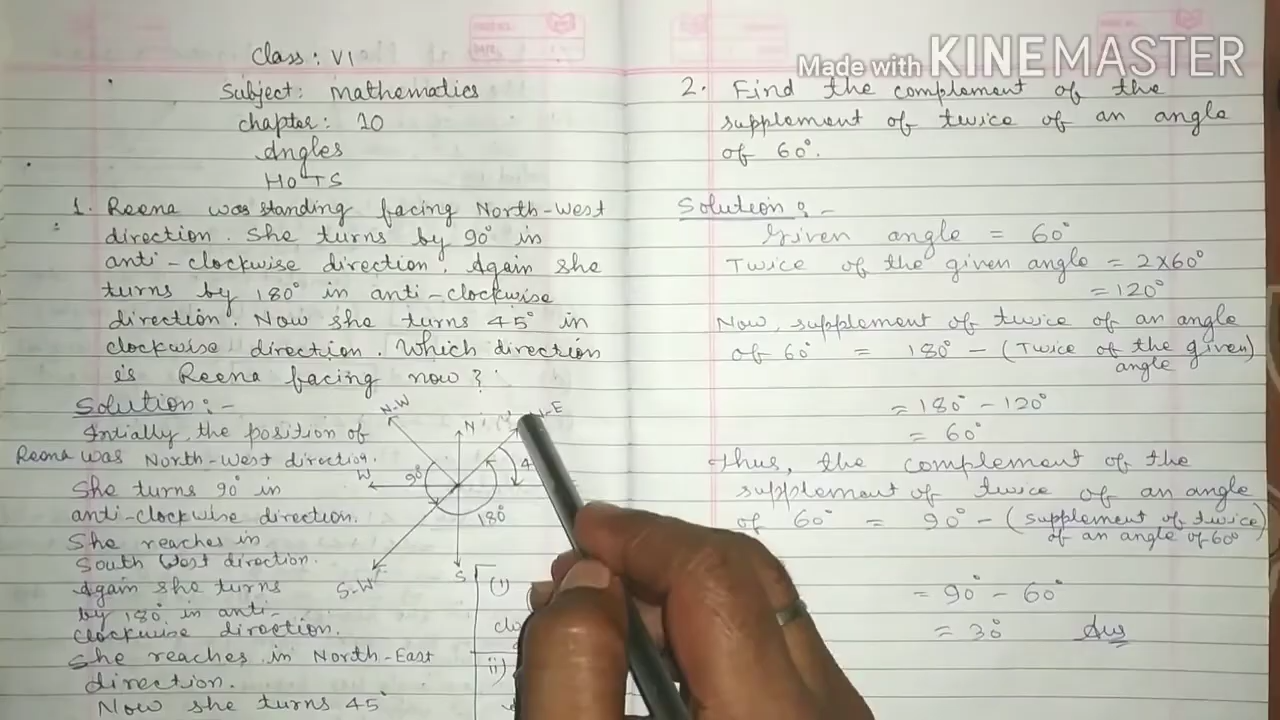 Class : VI
Subject: Mathematics
chapter: 10
Angles
HOTS
1. Reena was standing facing North-West
direction. She turns by 90° in
anti-clockwise direction. Again she
turns by 180° in anti-clockwise
direction. Now she turns 45° in
clockwise direction. Which direction
is Reena facing now?
Solution:-
Intially, the position of
Reena was North-West direction.
She turns 90° in
anti-clockwise direction.
She reaches in
South West direction.
Again she turns
by 180° in anti-
clockwise direction.
She reaches in North-East
direction.
Now she turns 45°
N-W
N
-E
W
90°
4
180°
S-W
S
(i)
clo
ii)
Made with KINEMASTER
2. Find the complement of the
supplement of twice of an angle
of 60°.
Solution:-
Given angle = 60°
Twice of the given angle = 2×60°
= 120°
Now, supplement of twice of an angle
of 60° = 180° - (Twice of the given)
angle
= 180° - 120°
= 60°
Thus, the complement of the
supplement of twice of an angle
of 60° = 90° - (supplement of twice)
of an angle of 60°
= 90° - 60°
= 30° Ans